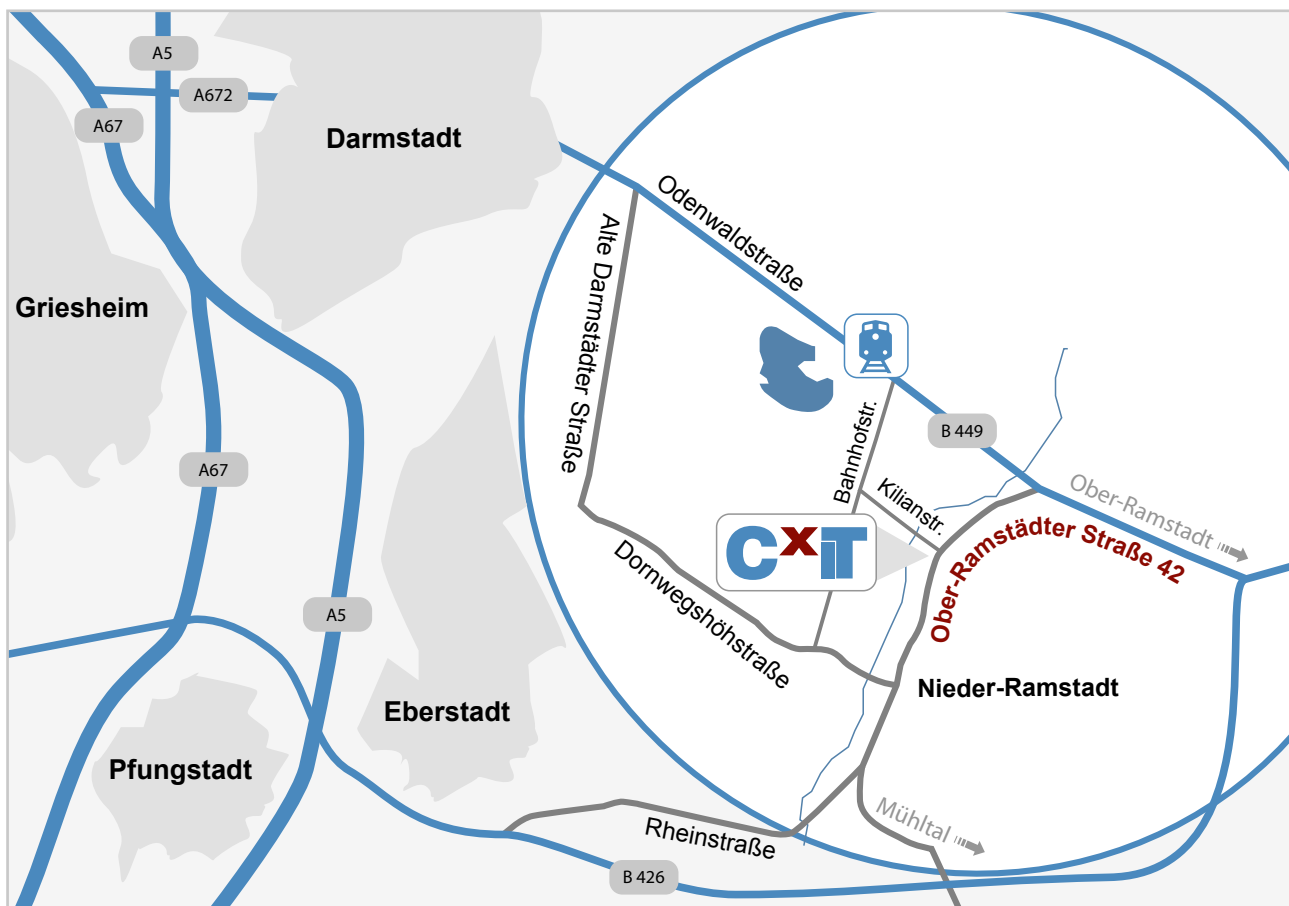 A5
A672
A67
Darmstadt
Odenwaldstraße
Alte Darmstädter Straße
Griesheim
B 449
Bahnhofstr.
A67
Kilianstr.
Ober-Ramstadt
CxiT
Ober-Ramstädter Straße 42
Dornwegshöhstraße
A5
Nieder-Ramstadt
Eberstadt
Pfungstadt
Mühltal
Rheinstraße
B 426